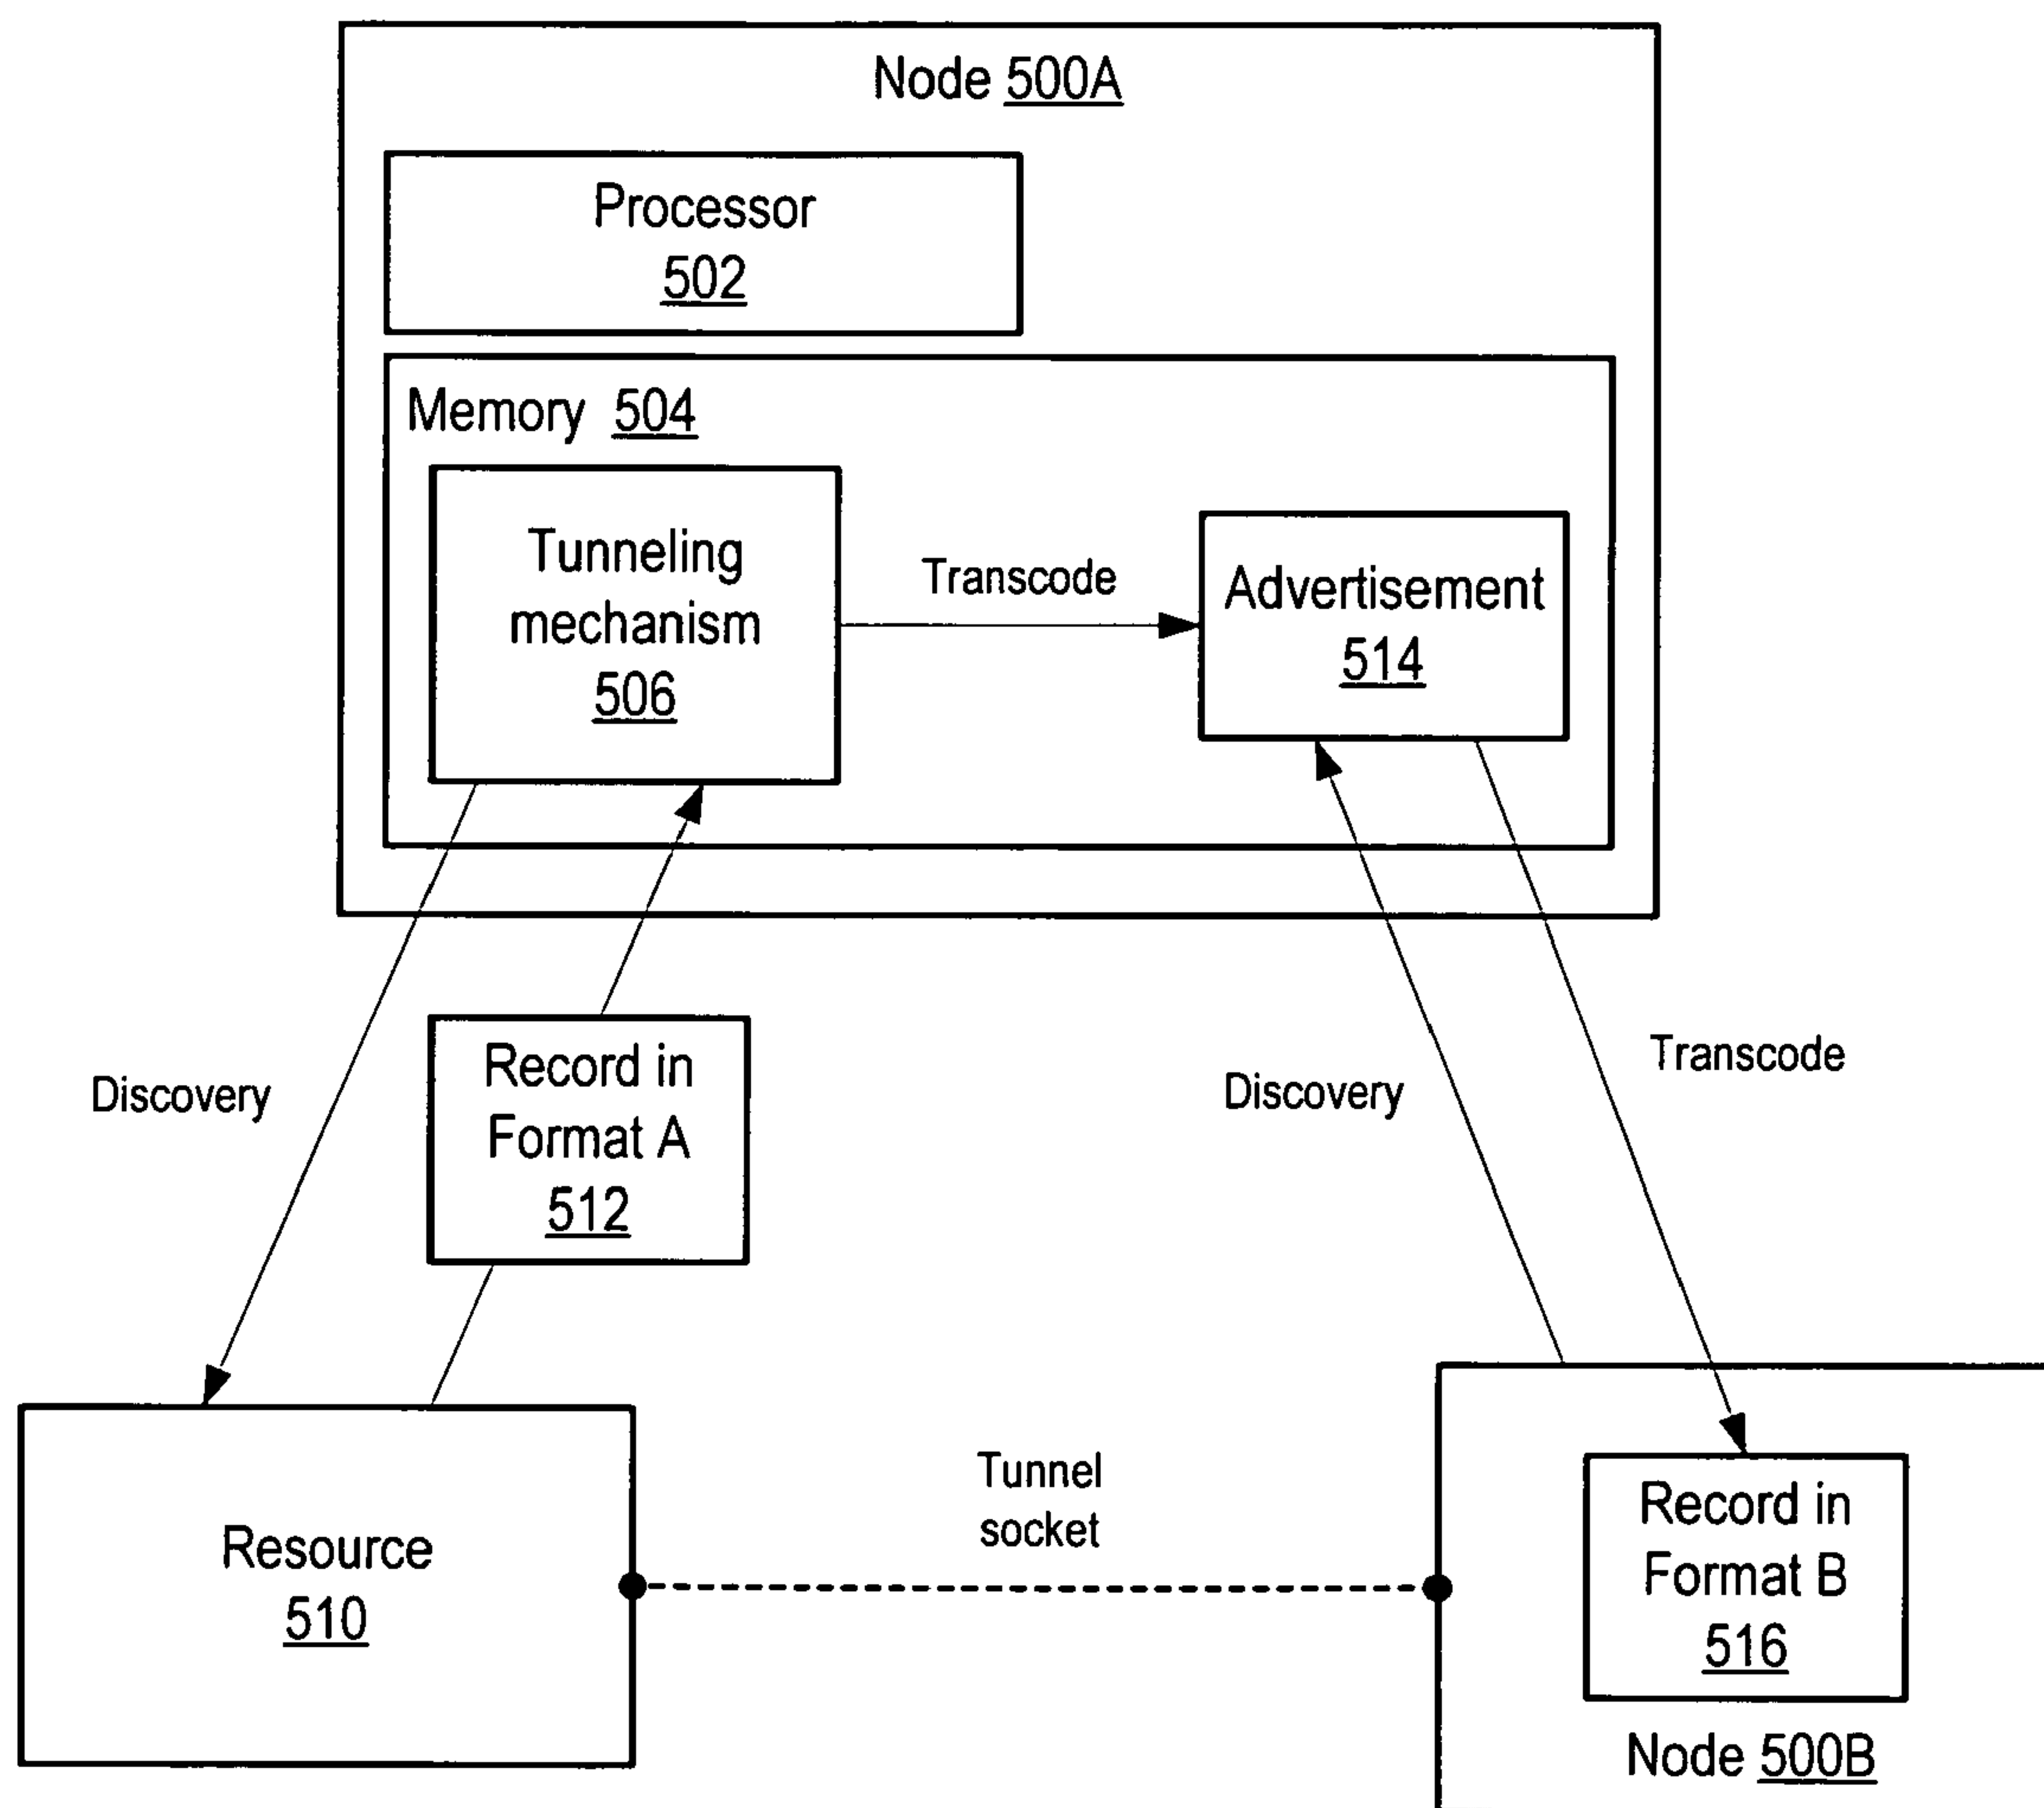 Node 500A
Processor
502
Memory 504
Tunneling
mechanism
506
Transcode
Advertisement
514
Discovery
Record in
Format A
512
Discovery
Transcode
Resource
510
Tunnel
socket
Record in
Format B
516
Node 500B